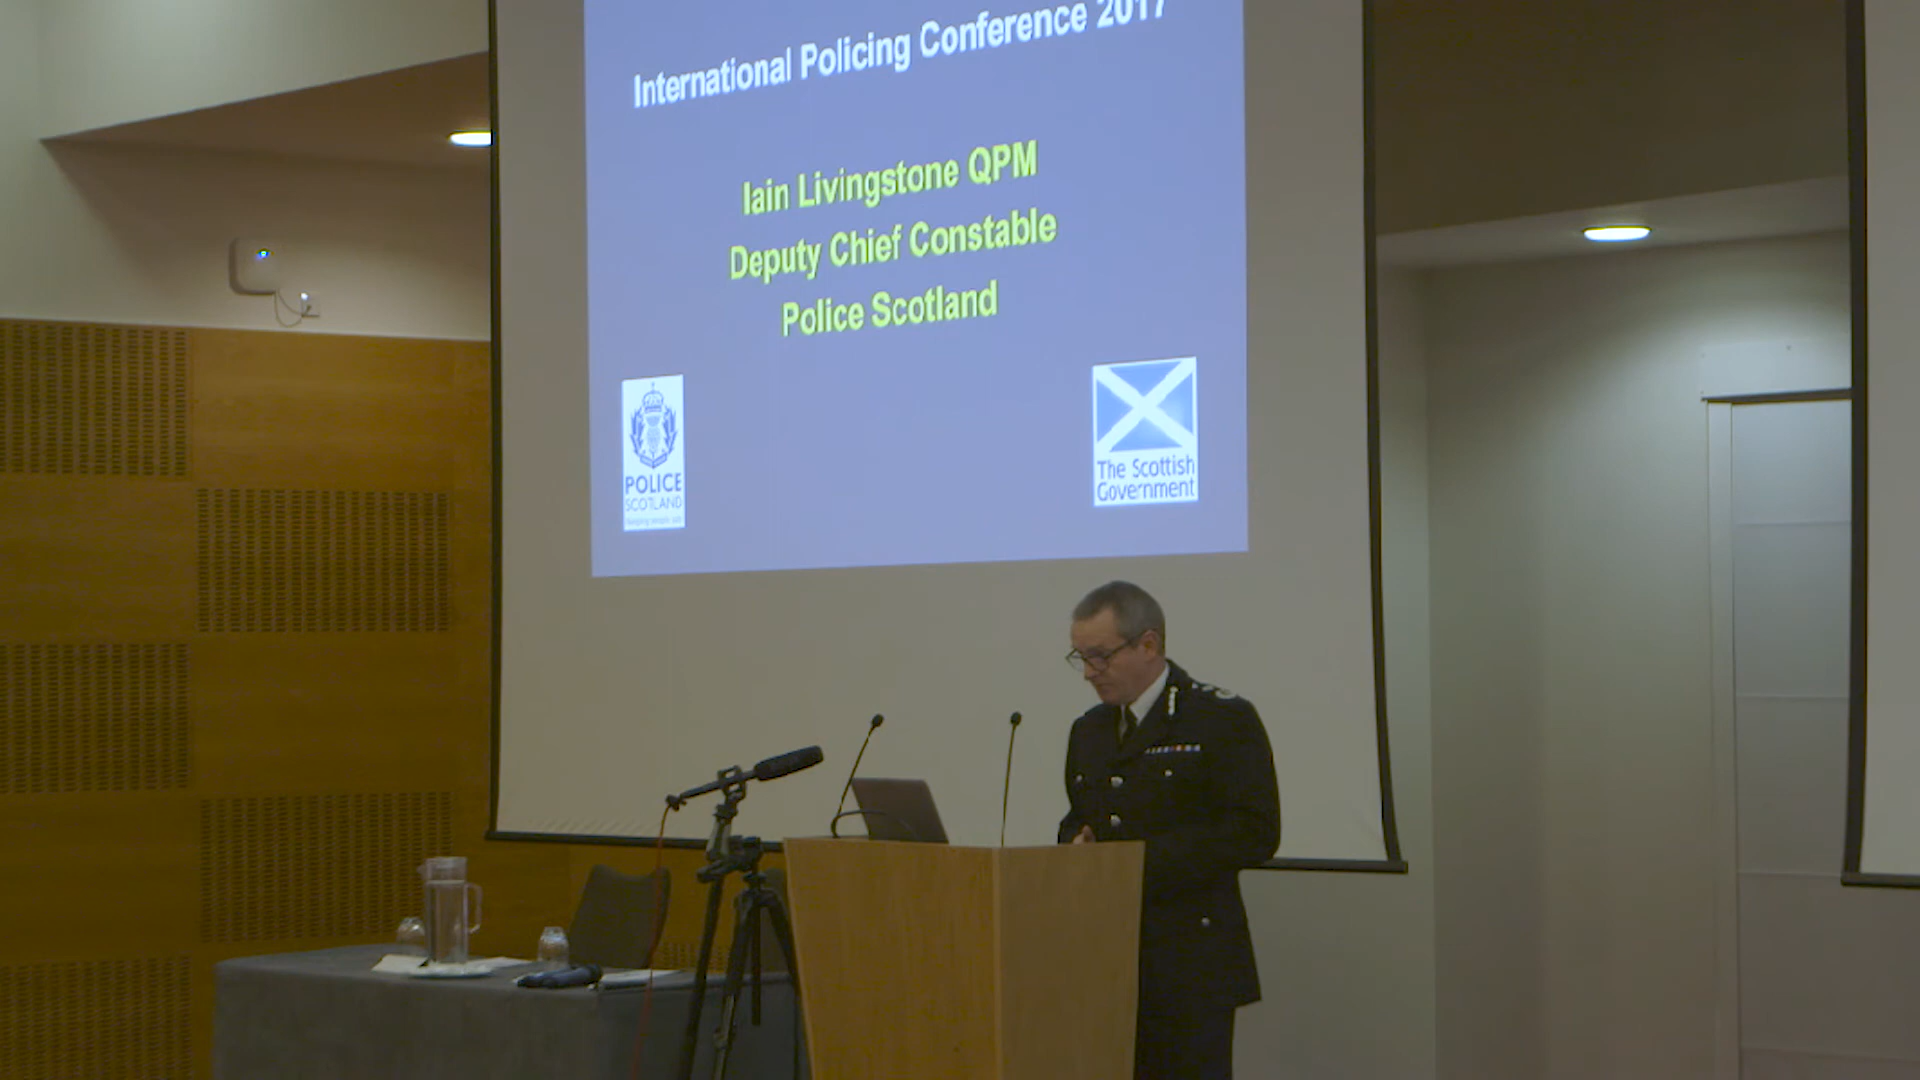 International Policing Conference 2017
Iain Livingstone QPM
Deputy Chief Constable
Police Scotland
POLICE
SCOTLAND
The Scottish
Government